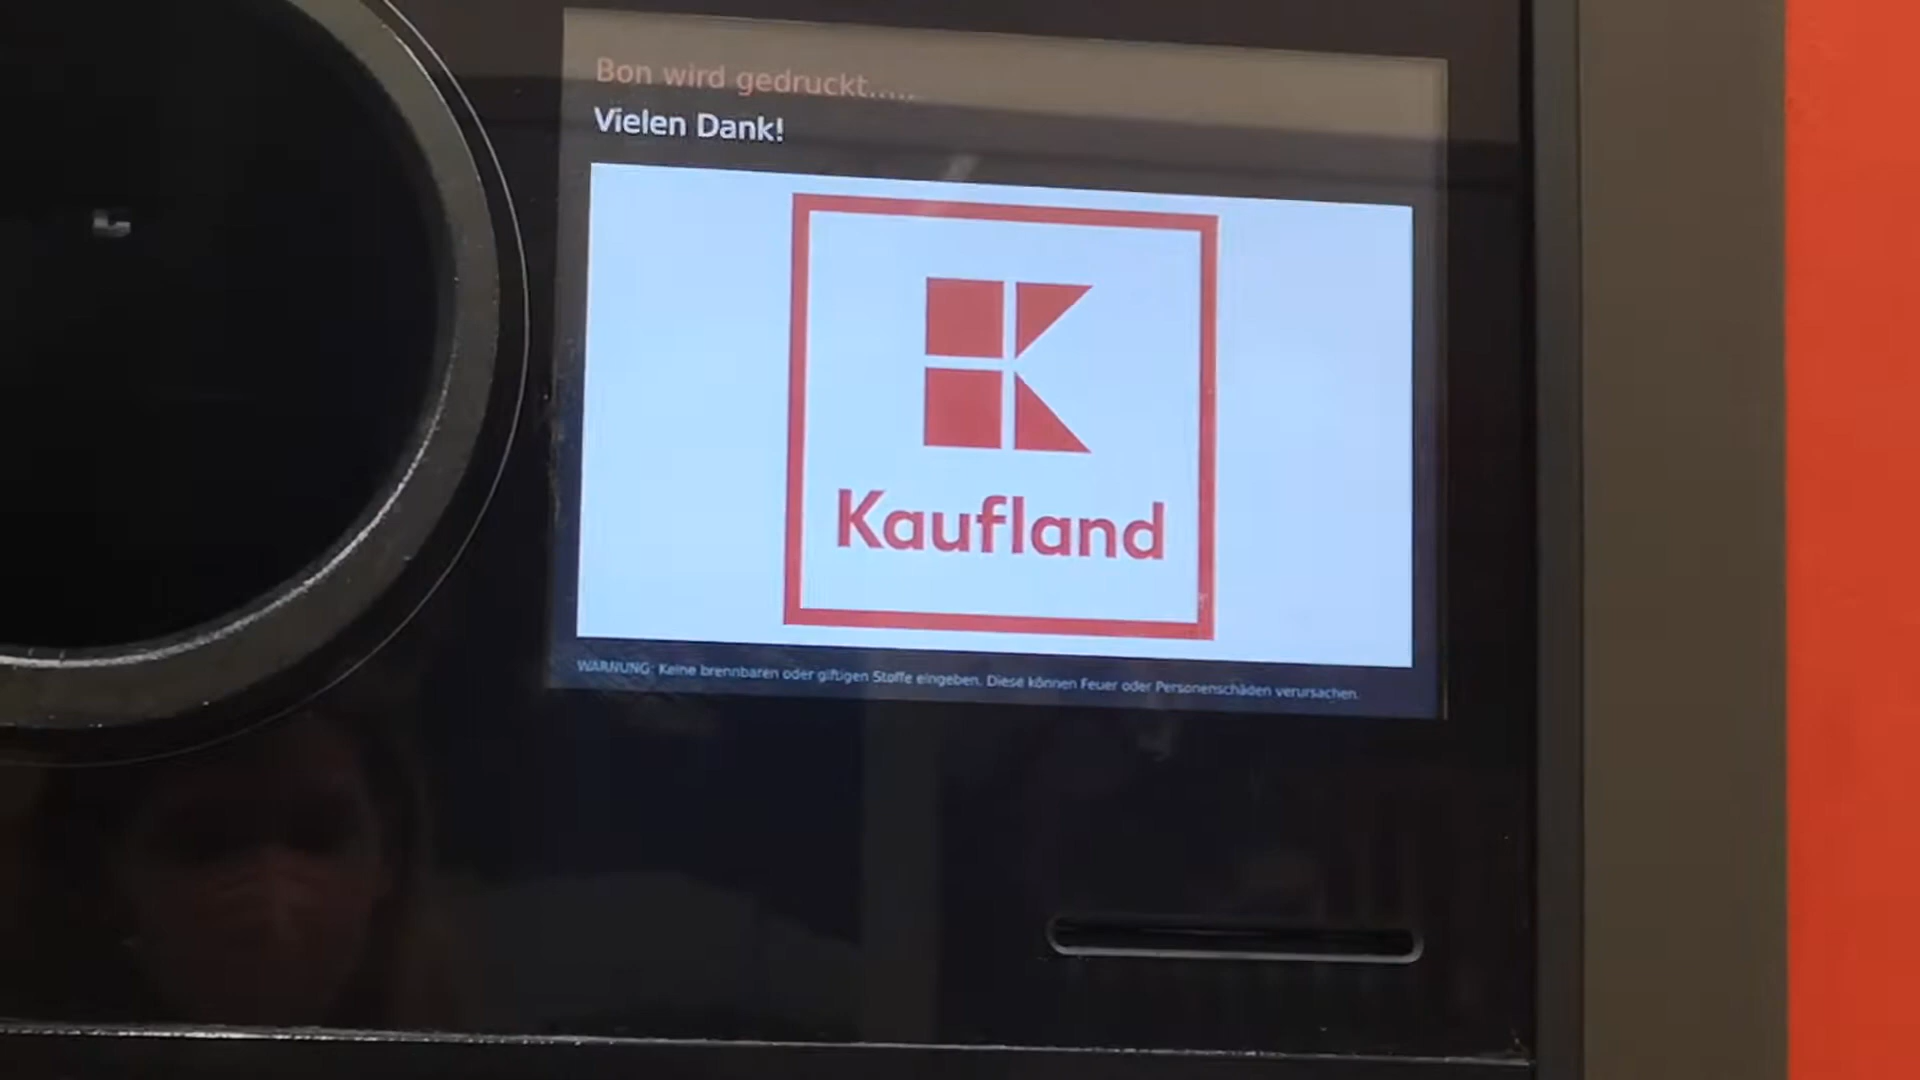 Bon wird gedruckt.....
Vielen Dank!
Kaufland
WARNUNG: Keine brennbaren oder giftigen Stoffe eingeben. Diese können Feuer oder Personenschäden verursachen.